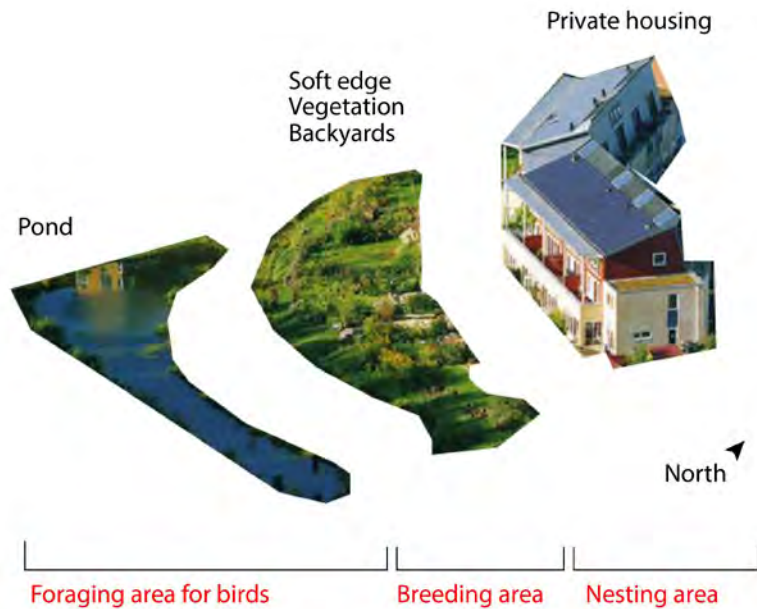 Private housing
Soft edge
Vegetation
Backyards
Pond
North
Foraging area for birds
Breeding area
Nesting area